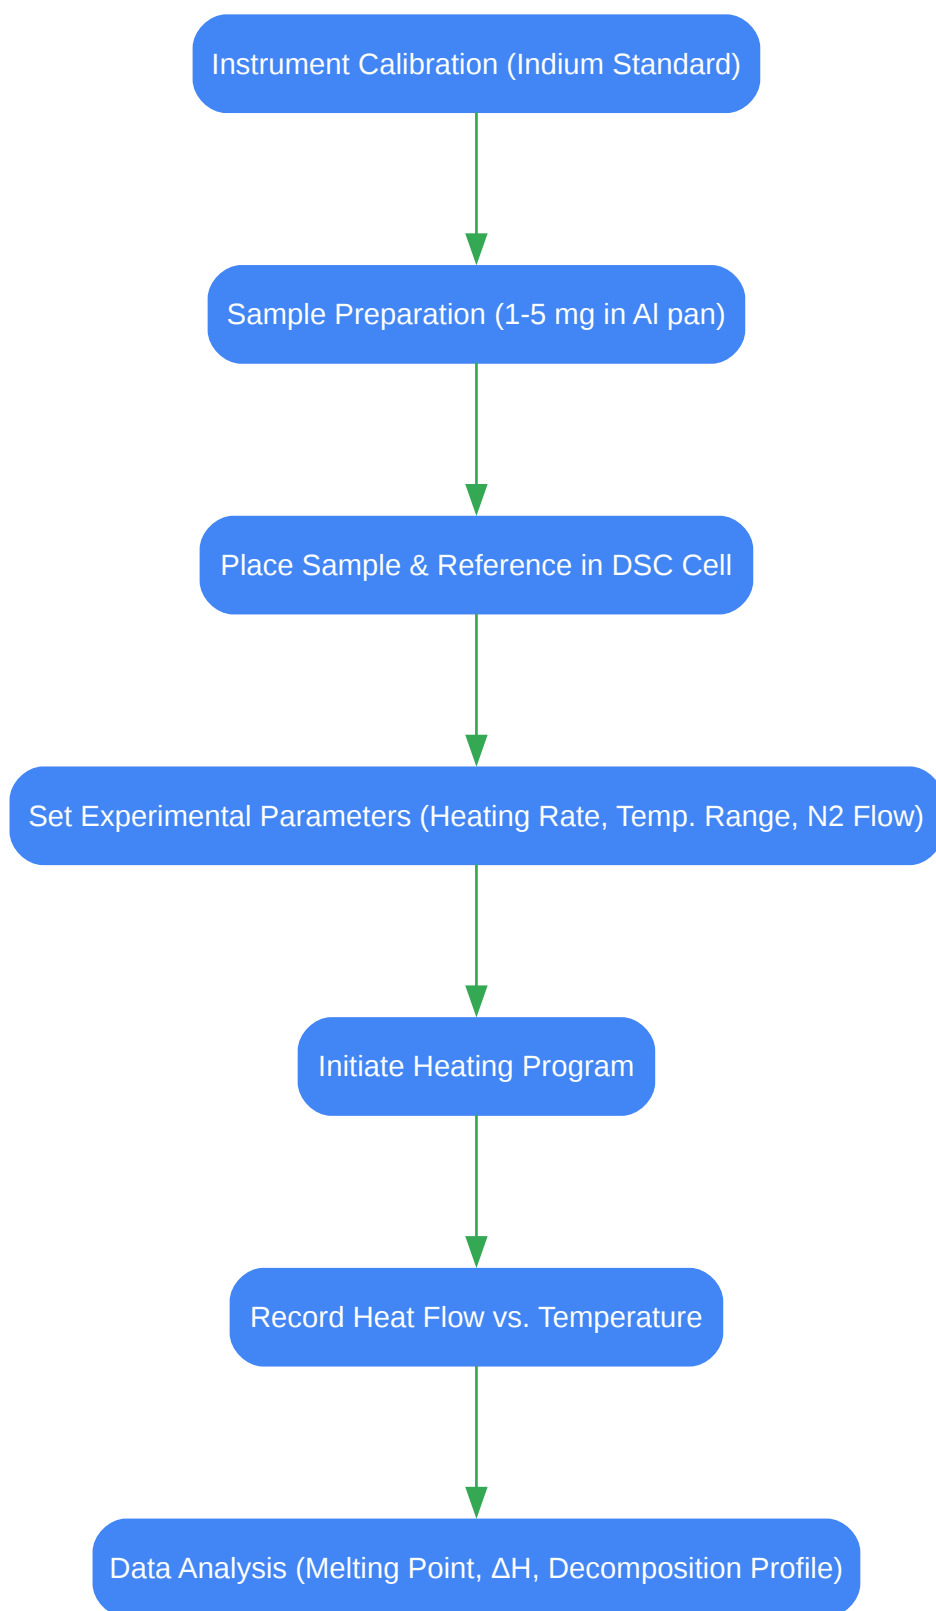 Instrument Calibration (Indium Standard)
Sample Preparation (1-5 mg in Al pan)
Place Sample & Reference in DSC Cell
Set Experimental Parameters (Heating Rate, Temp. Range, N2 Flow)
Initiate Heating Program
Record Heat Flow vs. Temperature
Data Analysis (Melting Point, ΔH, Decomposition Profile)